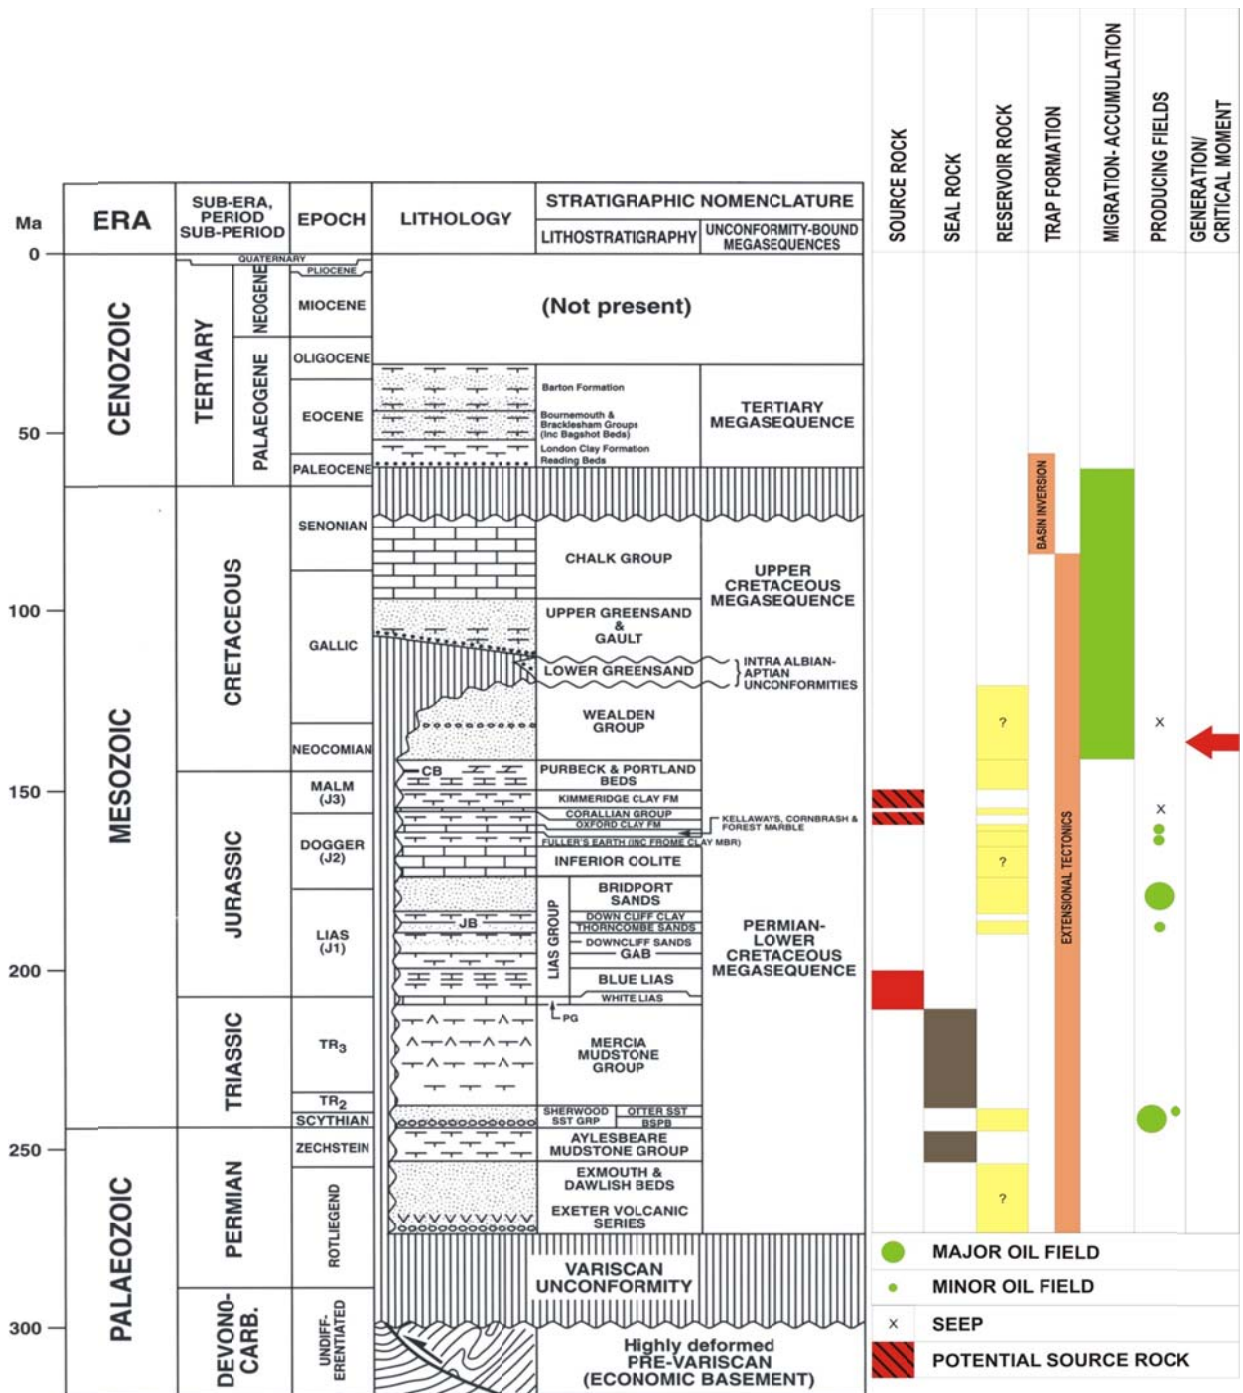 SOURCE ROCK
SEAL ROCK
RESERVOIR ROCK
TRAP FORMATION
MIGRATION- ACCUMULATION
PRODUCING FIELDS
GENERATION/
CRITICAL MOMENT
Ma
ERA
SUB-ERA,
PERIOD
SUB-PERIOD
EPOCH
LITHOLOGY
STRATIGRAPHIC NOMENCLATURE
LITHOSTRATIGRAPHY
UNCONFORMITY-BOUND
MEGASEQUENCES
0
50
100
150
200
250
300
CENOZOIC
MESOZOIC
PALAEOZOIC
QUATERNARY
TERTIARY
NEOGENE
PALAEOGENE
CRETACEOUS
JURASSIC
TRIASSIC
PERMIAN
DEVONO-
CARB.
PLIOCENE
MIOCENE
OLIGOCENE
EOCENE
PALEOCENE
SENONIAN
GALLIC
NEOCOMIAN
MALM
(J3)
DOGGER
(J2)
LIAS
(J1)
TR3
TR2
SCYTHIAN
ZECHSTEIN
ROTLIEGEND
UNDIFF-
ERENTIATED
(Not present)
Barton Formation
Bournemouth &
Bracklesham Groups
(Inc Bagshot Beds)
London Clay Formation
Reading Beds
TERTIARY
MEGASEQUENCE
CHALK GROUP
UPPER GREENSAND
&
GAULT
UPPER
CRETACEOUS
MEGASEQUENCE
LOWER GREENSAND
INTRA ALBIAN-
APTIAN
UNCONFORMITIES
WEALDEN
GROUP
CB
PURBECK & PORTLAND
BEDS
KIMMERIDGE CLAY FM
CORALLIAN GROUP
OXFORD CLAY FM
KELLAWAYS, CORNBRASH &
FOREST MARBLE
FULLER'S EARTH (INC FROME CLAY MBR)
INFERIOR OOLITE
LIAS GROUP
BRIDPORT
SANDS
DOWN CLIFF CLAY
JB
THORNCOMBE SANDS
DOWNCLIFF SANDS
GAB
BLUE LIAS
WHITE LIAS
PG
PERMIAN-
LOWER
CRETACEOUS
MEGASEQUENCE
MERCIA
MUDSTONE
GROUP
SHERWOOD
SST GRP
OTTER SST
BSPB
AYLESBEARE
MUDSTONE GROUP
EXMOUTH &
DAWLISH BEDS
EXETER VOLCANIC
SERIES
VARISCAN
UNCONFORMITY
Highly deformed
PRE-VARISCAN
(ECONOMIC BASEMENT)
BASIN INVERSION
EXTENSIONAL TECTONICS
?
?
?
X
X
MAJOR OIL FIELD
MINOR OIL FIELD
X
SEEP
POTENTIAL SOURCE ROCK